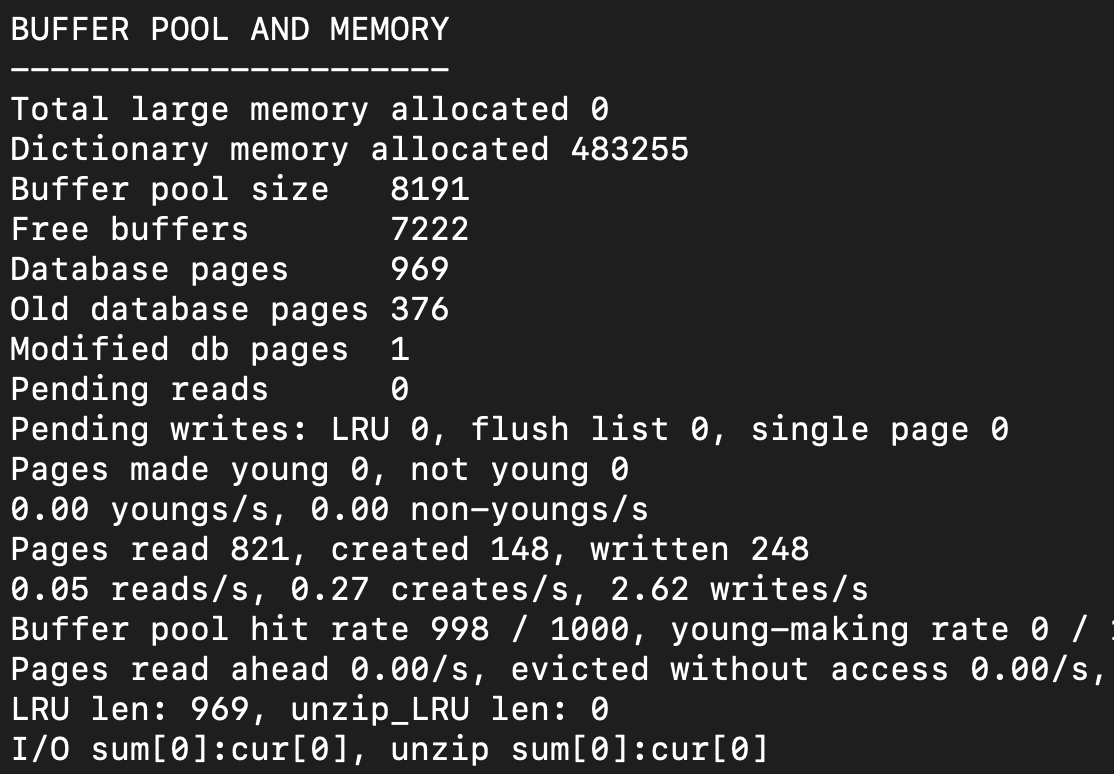 BUFFER POOL AND MEMORY
----------------------
Total large memory allocated 0
Dictionary memory allocated 483255
Buffer pool size   8191
Free buffers       7222
Database pages     969
Old database pages 376
Modified db pages  1
Pending reads      0
Pending writes: LRU 0, flush list 0, single page 0
Pages made young 0, not young 0
0.00 youngs/s, 0.00 non-youngs/s
Pages read 821, created 148, written 248
0.05 reads/s, 0.27 creates/s, 2.62 writes/s
Buffer pool hit rate 998 / 1000, young-making rate 0 /
Pages read ahead 0.00/s, evicted without access 0.00/s,
LRU len: 969, unzip_LRU len: 0
I/O sum[0]:cur[0], unzip sum[0]:cur[0]